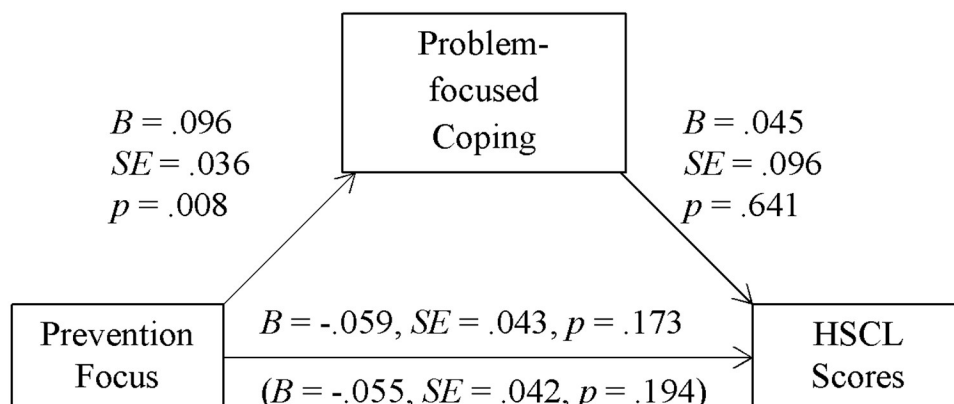 Problem-
focused
Coping
B = .096
SE = .036
p = .008
B = .045
SE = .096
p = .641
Prevention
Focus
B = -.059, SE = .043, p = .173
(B = -.055, SE = .042, p = .194)
HSCL
Scores